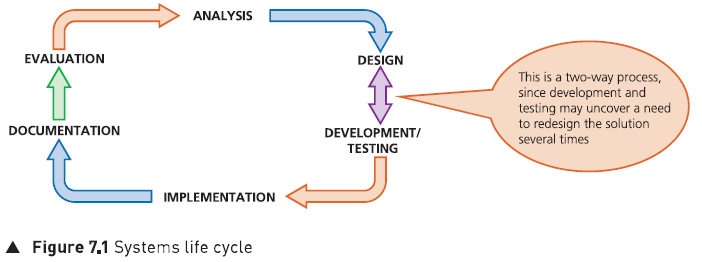 ANALYSIS
EVALUATION
DESIGN
This is a two-way process,
since development and
testing may uncover a need
to redesign the solution
several times
DOCUMENTATION
DEVELOPMENT/
TESTING
IMPLEMENTATION
▲ Figure 7.1 Systems life cycle